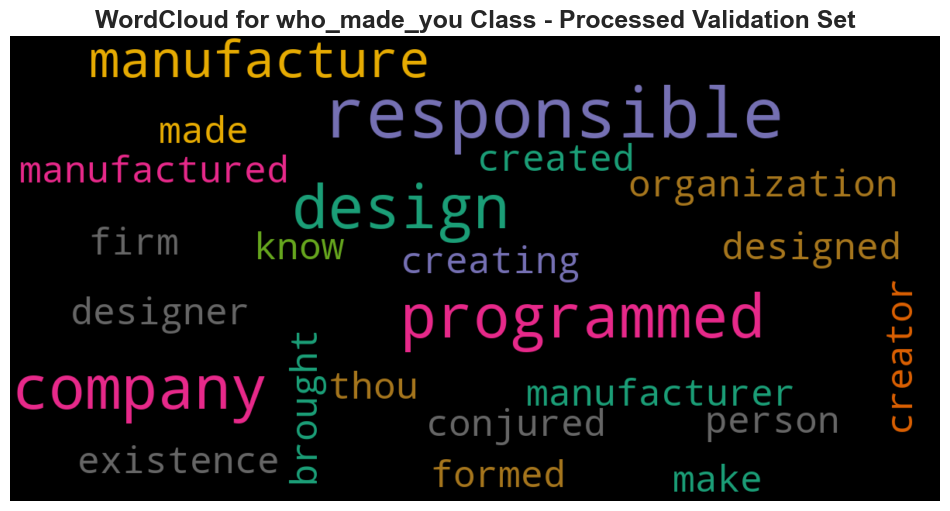 WordCloud for who_made_you Class - Processed Validation Set
manufacture
responsible
made
created
manufactured
organization
design
firm
know
creating
designed
designer
programmed
creator
company
brought
thou
manufacturer
conjured
person
existence
formed
make